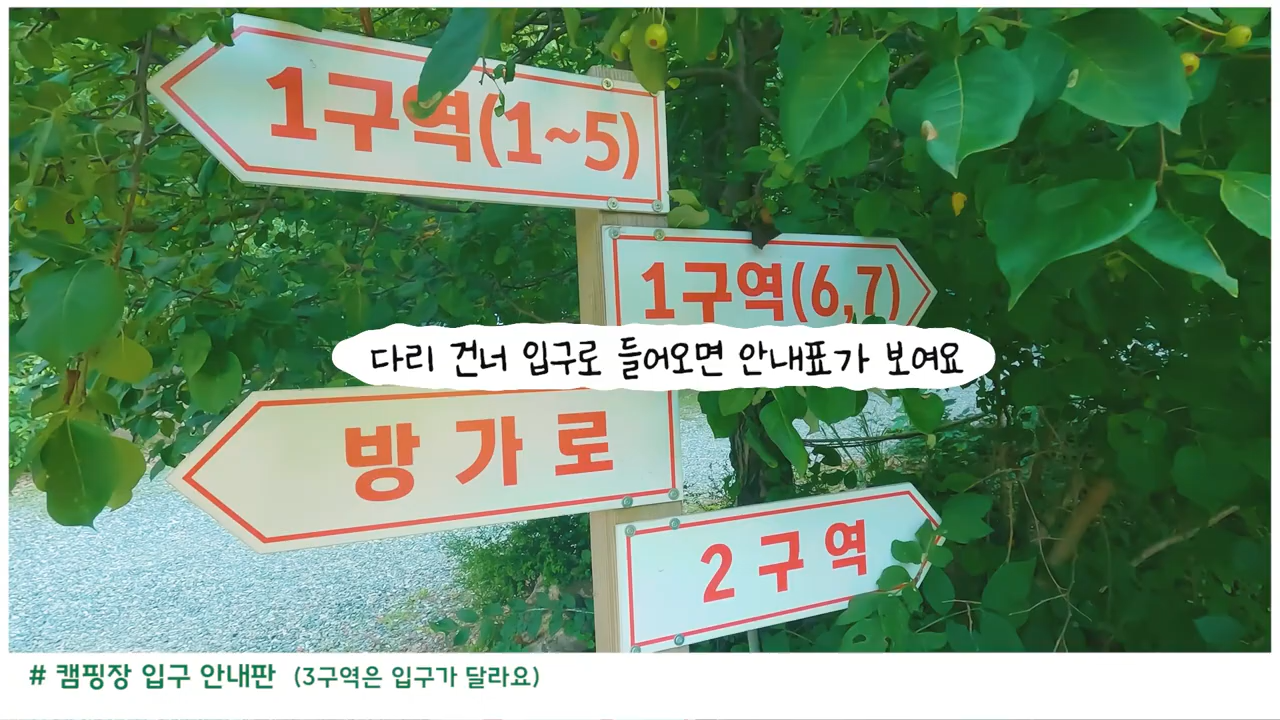 1구역(1~5)
1구역(6,7)
다리 건너 입구로 들어오면 안내표가 보여요
방가로
2구역
# 캠핑장 입구 안내판 (3구역은 입구가 달라요)